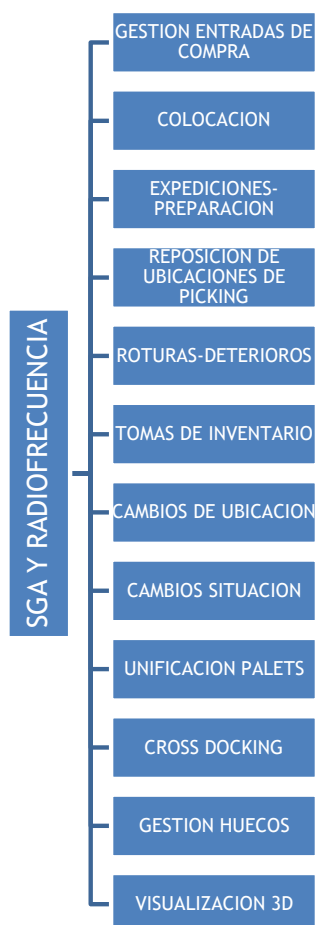 SGA Y RADIOFRECUENCIA
GESTION ENTRADAS DE
COMPRA
COLOCACION
EXPEDICIONES-
PREPARACION
REPOSICION DE
UBICACIONES DE
PICKING
ROTURAS-DETERIOROS
TOMAS DE INVENTARIO
CAMBIOS DE UBICACION
CAMBIOS SITUACION
UNIFICACION PALETS
CROSS DOCKING
GESTION HUECOS
VISUALIZACION 3D